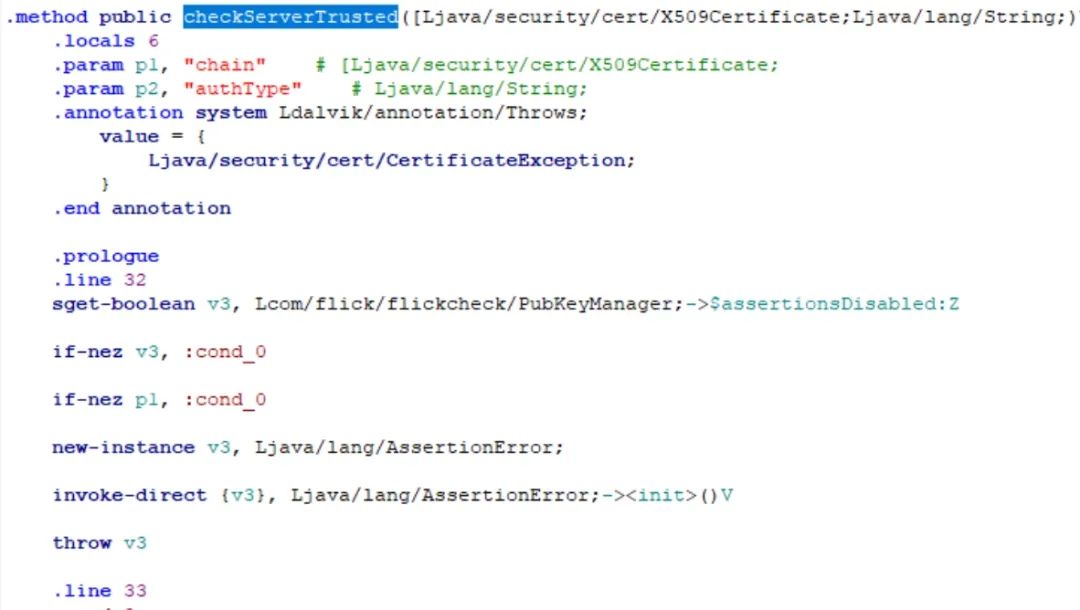 .method public checkServerTrusted([Ljava/security/cert/X509Certificate;Ljava/lang/String;)
.locals 6
.param p1, "chain" # [Ljava/security/cert/X509Certificate;
.param p2, "authType" # Ljava/lang/String;
.annotation system Ldalvik/annotation/Throws;
value = {
Ljava/security/cert/CertificateException;
}
.end annotation
.prologue
.line 32
sget-boolean v3, Lcom/flick/flickcheck/PubKeyManager;->$assertionsDisabled:Z
if-nez v3, :cond_0
if-nez p1, :cond_0
new-instance v3, Ljava/lang/AssertionError;
invoke-direct {v3}, Ljava/lang/AssertionError;-><init>()V
throw v3
.line 33